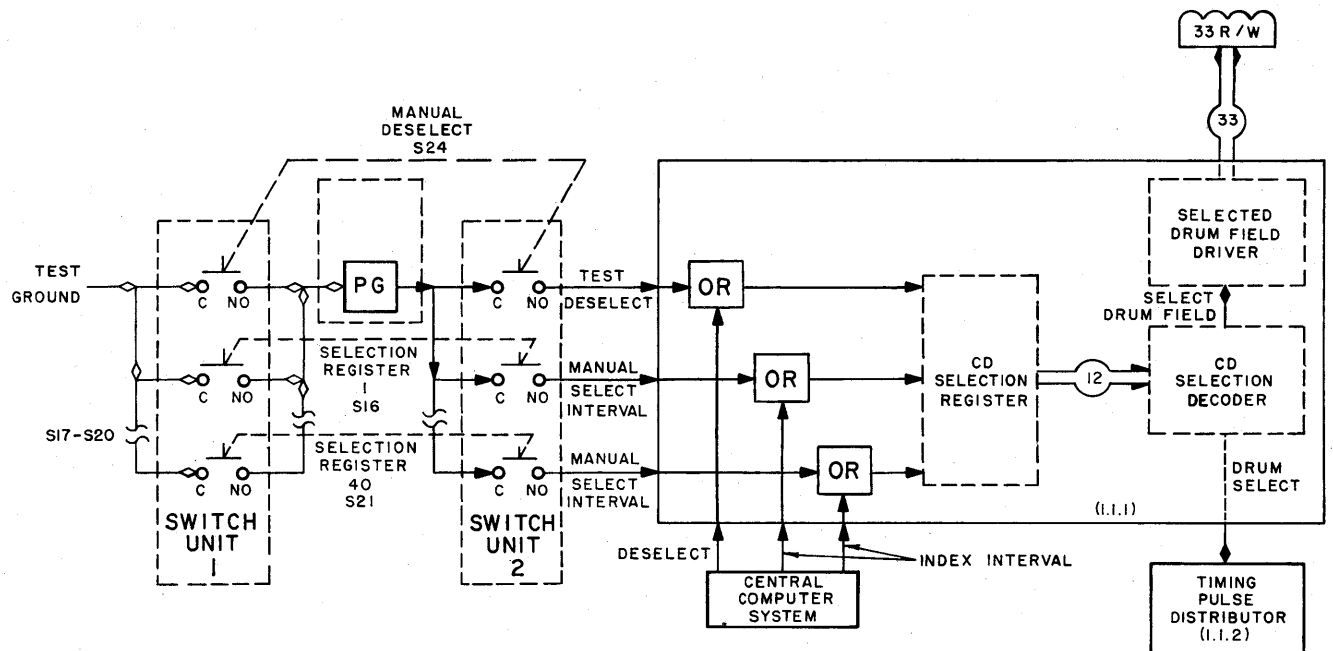 33 R/W
33
MANUAL
DESELECT
S24
TEST
GROUND
C NO
PG
C NO
TEST
DESELECT
OR
SELECTED
DRUM FIELD
DRIVER
SELECT
DRUM FIELD
C NO
SELECTION
REGISTER
1
S16
C NO
MANUAL
SELECT
INTERVAL
OR
CD
SELECTION
REGISTER
12
CD
SELECTION
DECODER
S17-S20
C NO
SELECTION
REGISTER
40
S21
C NO
MANUAL
SELECT
INTERVAL
OR
DRUM
SELECT
(1.1.1)
SWITCH
UNIT
1
SWITCH
UNIT
2
DESELECT
INDEX INTERVAL
CENTRAL
COMPUTER
SYSTEM
TIMING
PULSE
DISTRIBUTOR
(1.1.2)